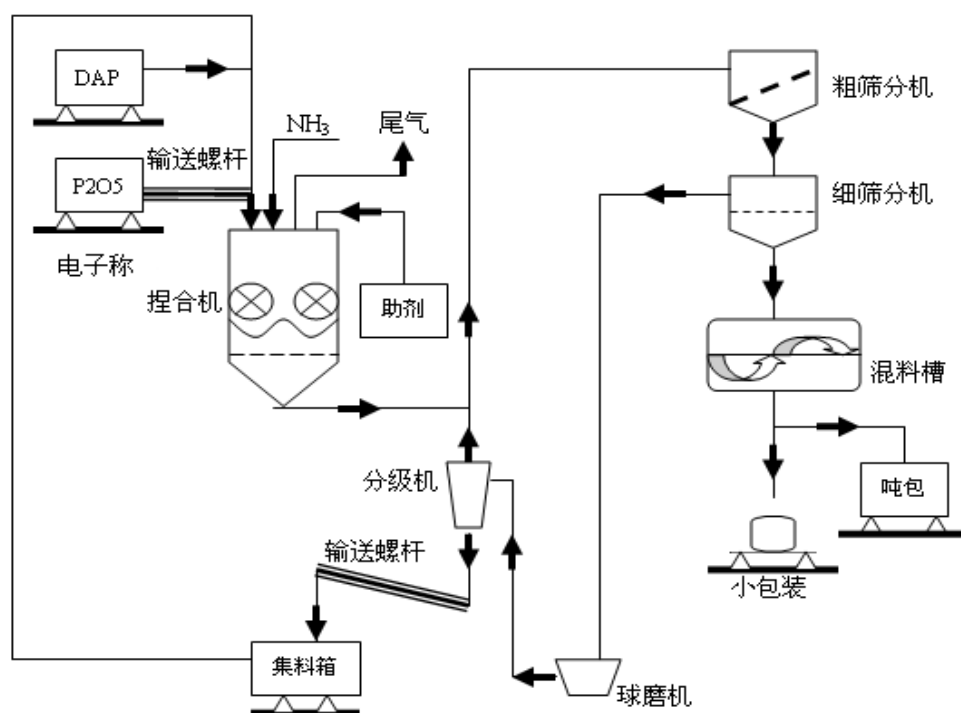 DAP
粗筛分机
NH3
尾气
输送螺杆
P2O5
细筛分机
电子称
捏合机
助剂
混料槽
分级机
吨包
输送螺杆
小包装
集料箱
球磨机